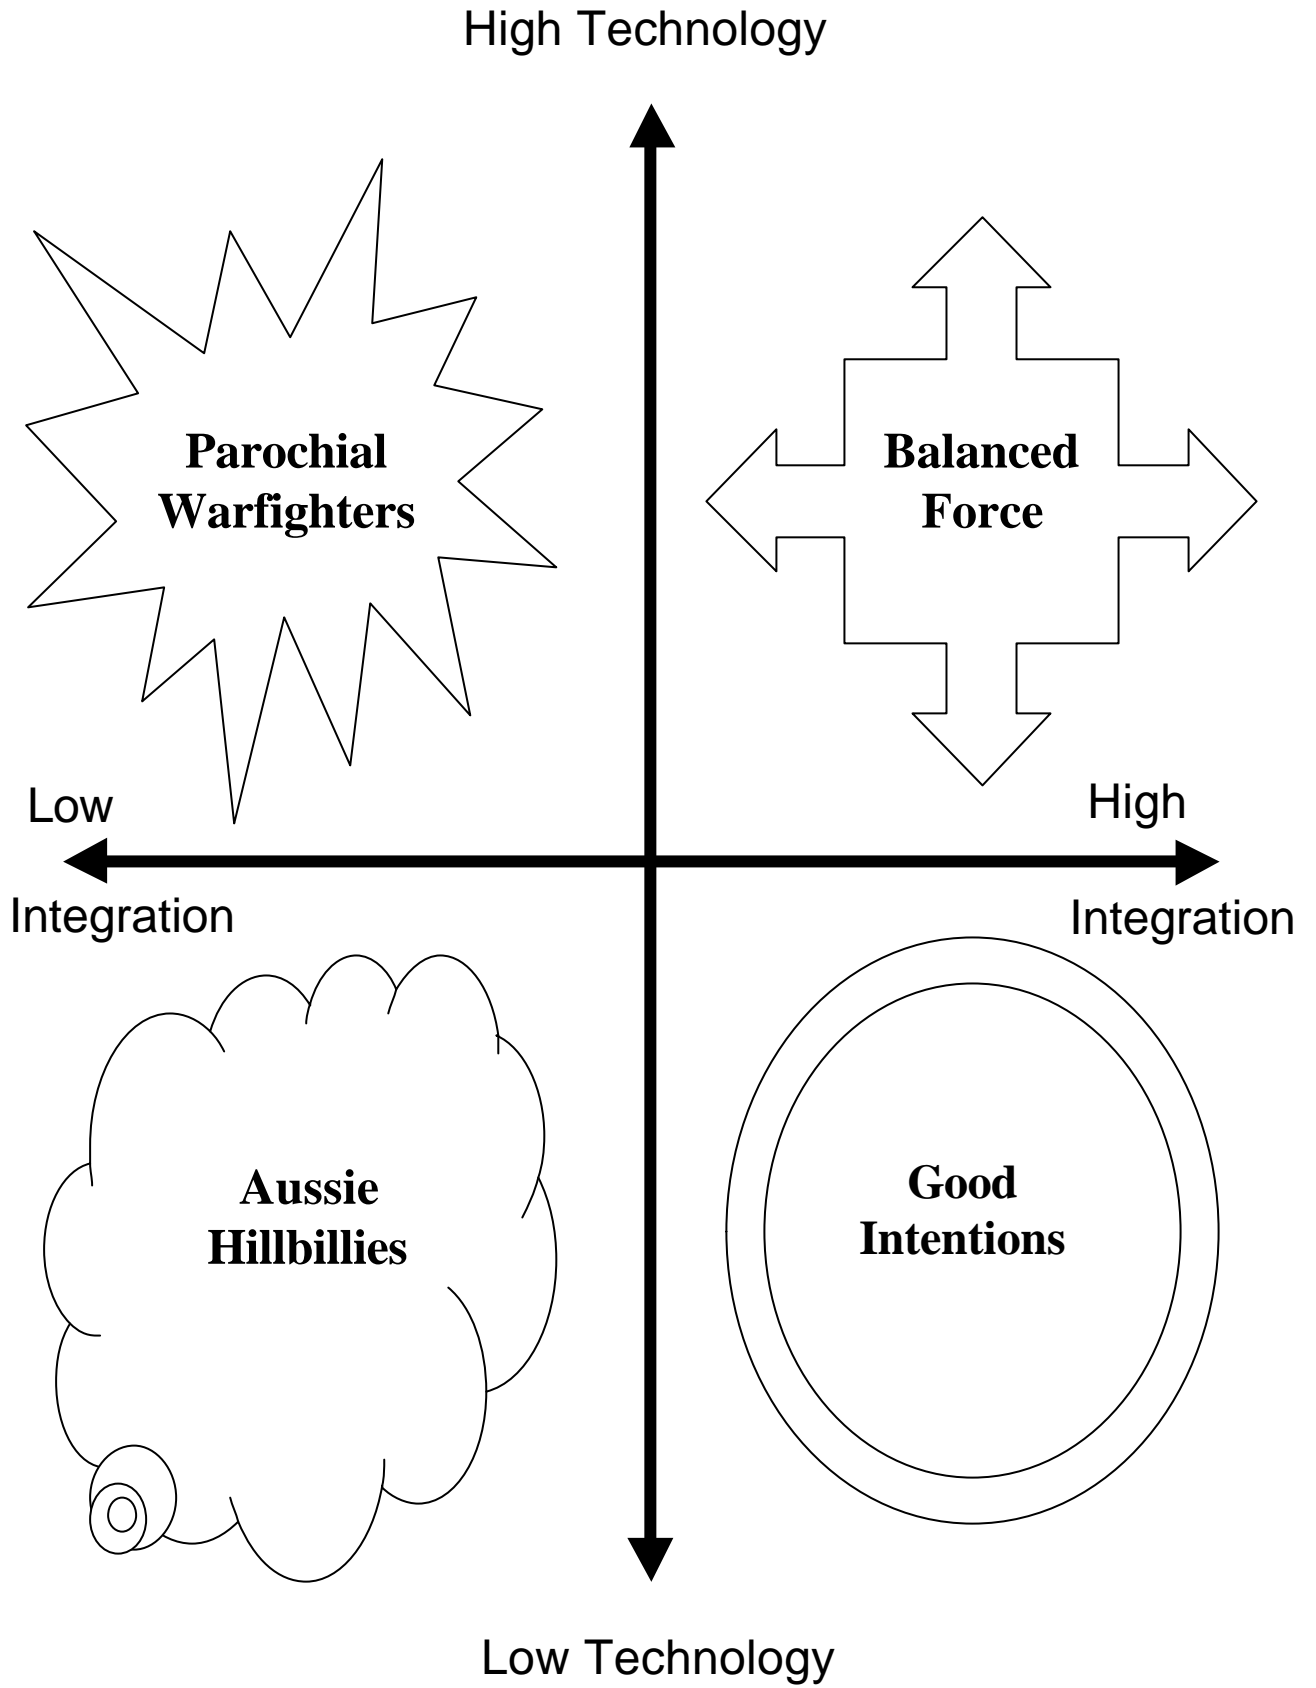 High Technology
Parochial
Warfighters
Balanced
Force
Low
High
Integration
Integration
Aussie
Hillbillies
Good
Intentions
Low Technology